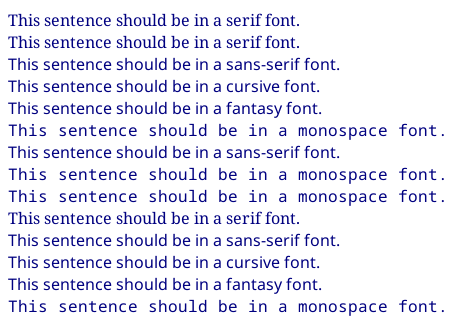 This sentence should be in a serif font.
This sentence should be in a serif font.
This sentence should be in a sans-serif font.
This sentence should be in a cursive font.
This sentence should be in a fantasy font.
This sentence should be in a monospace font.
This sentence should be in a sans-serif font.
This sentence should be in a monospace font.
This sentence should be in a monospace font.
This sentence should be in a serif font.
This sentence should be in a sans-serif font.
This sentence should be in a cursive font.
This sentence should be in a fantasy font.
This sentence should be in a monospace font.